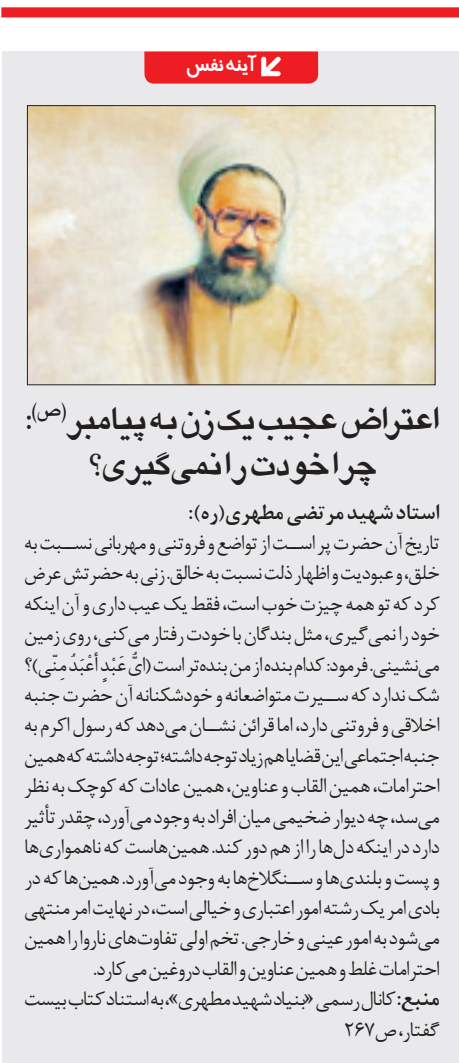 آینه نفس
اعتراض عجیب یک زن به پیامبر (ص):
چرا خودت را نمی‌گیری؟
استاد شهید مرتضی مطهری(ره):
تاریخ آن حضرت پر است از تواضع و فروتنی و مهربانی نسبت به
خلق، و عبودیت و اظهار ذلت نسبت به خالق. زنی به حضرتش عرض
کرد که تو همه چیزت خوب است، فقط یک عیب داری و آن اینکه
خود را نمی‌گیری، مثل بندگان با خودت رفتار می‌کنی، روی زمین
می‌نشینی. فرمود: کدام بنده از من بنده‌تر است (ایُّ عَبْدٍ أَعْبَدُ مِنّی)؟
شک ندارد که سیرت متواضعانه و خودشکنانه آن حضرت جنبه
اخلاقی و فروتنی دارد، اما قرائن نشان می‌دهد که رسول اکرم به
جنبه اجتماعی این قضایا هم زیاد توجه داشته؛ توجه داشته که همین
احترامات، همین القاب و عناوین، همین عادات که کوچک به نظر
می‌سد، چه دیوار ضخیمی میان افراد به وجود می‌آورد، چقدر تأثیر
دارد در اینکه دل‌ها را از هم دور کند. همین‌هاست که ناهمواری‌ها
و پست و بلندی‌ها و سنگلاخ‌ها به وجود می‌آورد. همین‌ها که در
بادی امر یک رشته امور اعتباری و خیالی است، در نهایت امر منتهی
می‌شود به امور عینی و خارجی. تخم اولی تفاوت‌های ناروا را همین
احترامات غلط و همین عناوین و القاب دروغین می‌کارد.
منبع: کانال رسمی «بنیاد شهید مطهری»، به استناد کتاب بیست
گفتار، ص۲۶۷